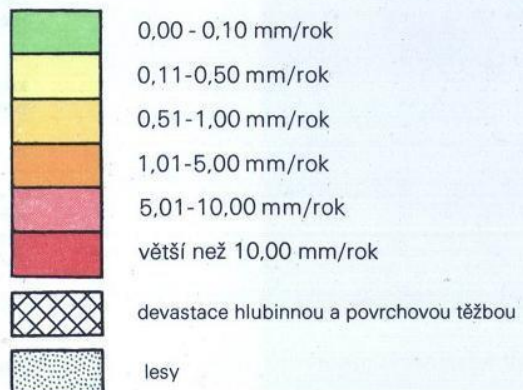 0,00 - 0,10 mm/rok
0,11-0,50 mm/rok
0,51-1,00 mm/rok
1,01-5,00 mm/rok
5,01-10,00 mm/rok
větší než 10,00 mm/rok
devastace hlubinnou a povrchovou těžbou
lesy